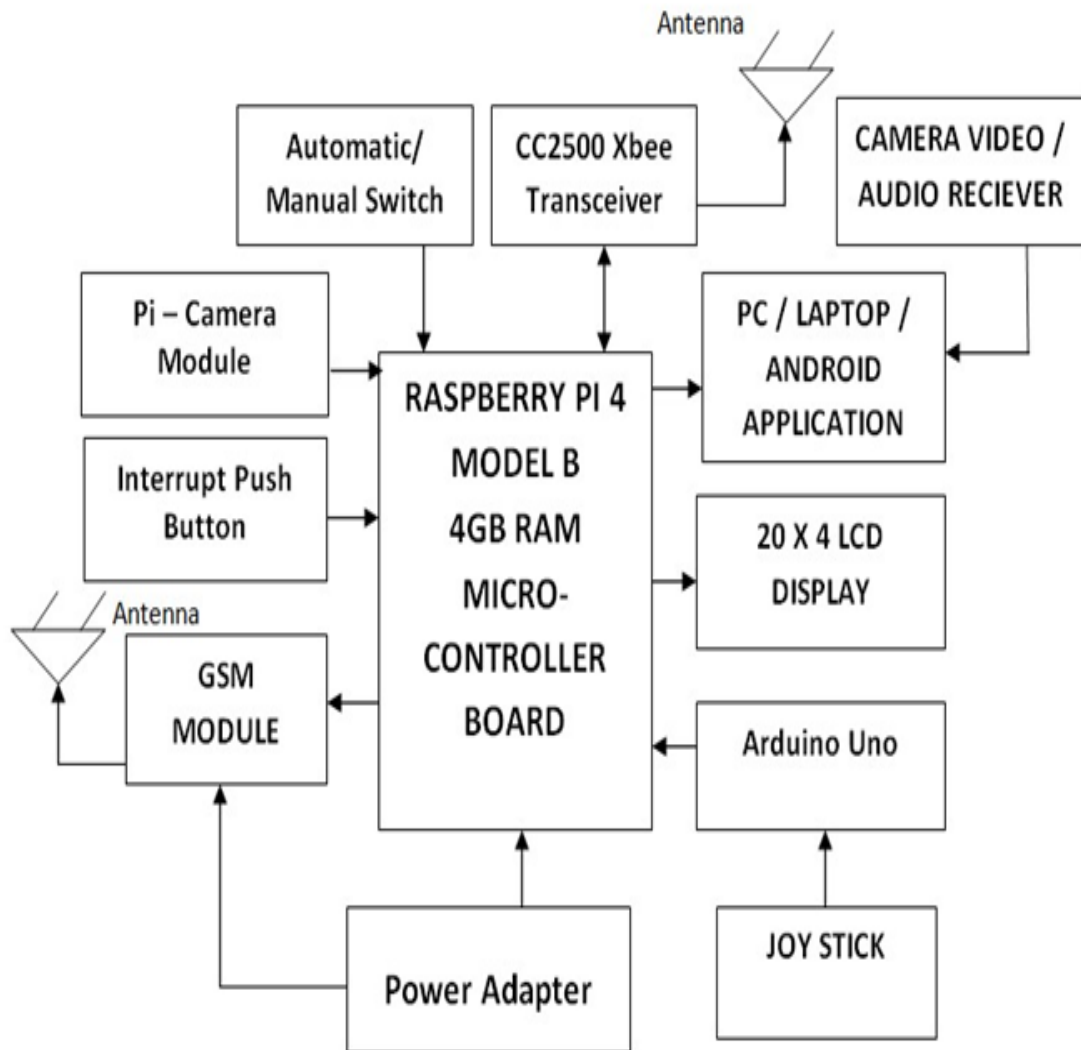 Antenna
Automatic/
Manual Switch
CC2500 Xbee
Transceiver
CAMERA VIDEO /
AUDIO RECIEVER
Pi – Camera
Module
PC / LAPTOP /
ANDROID
APPLICATION
RASPBERRY PI 4
MODEL B
4GB RAM
MICRO-
CONTROLLER
BOARD
Interrupt Push
Button
20 X 4 LCD
DISPLAY
Antenna
GSM
MODULE
Arduino Uno
Power Adapter
JOY STICK